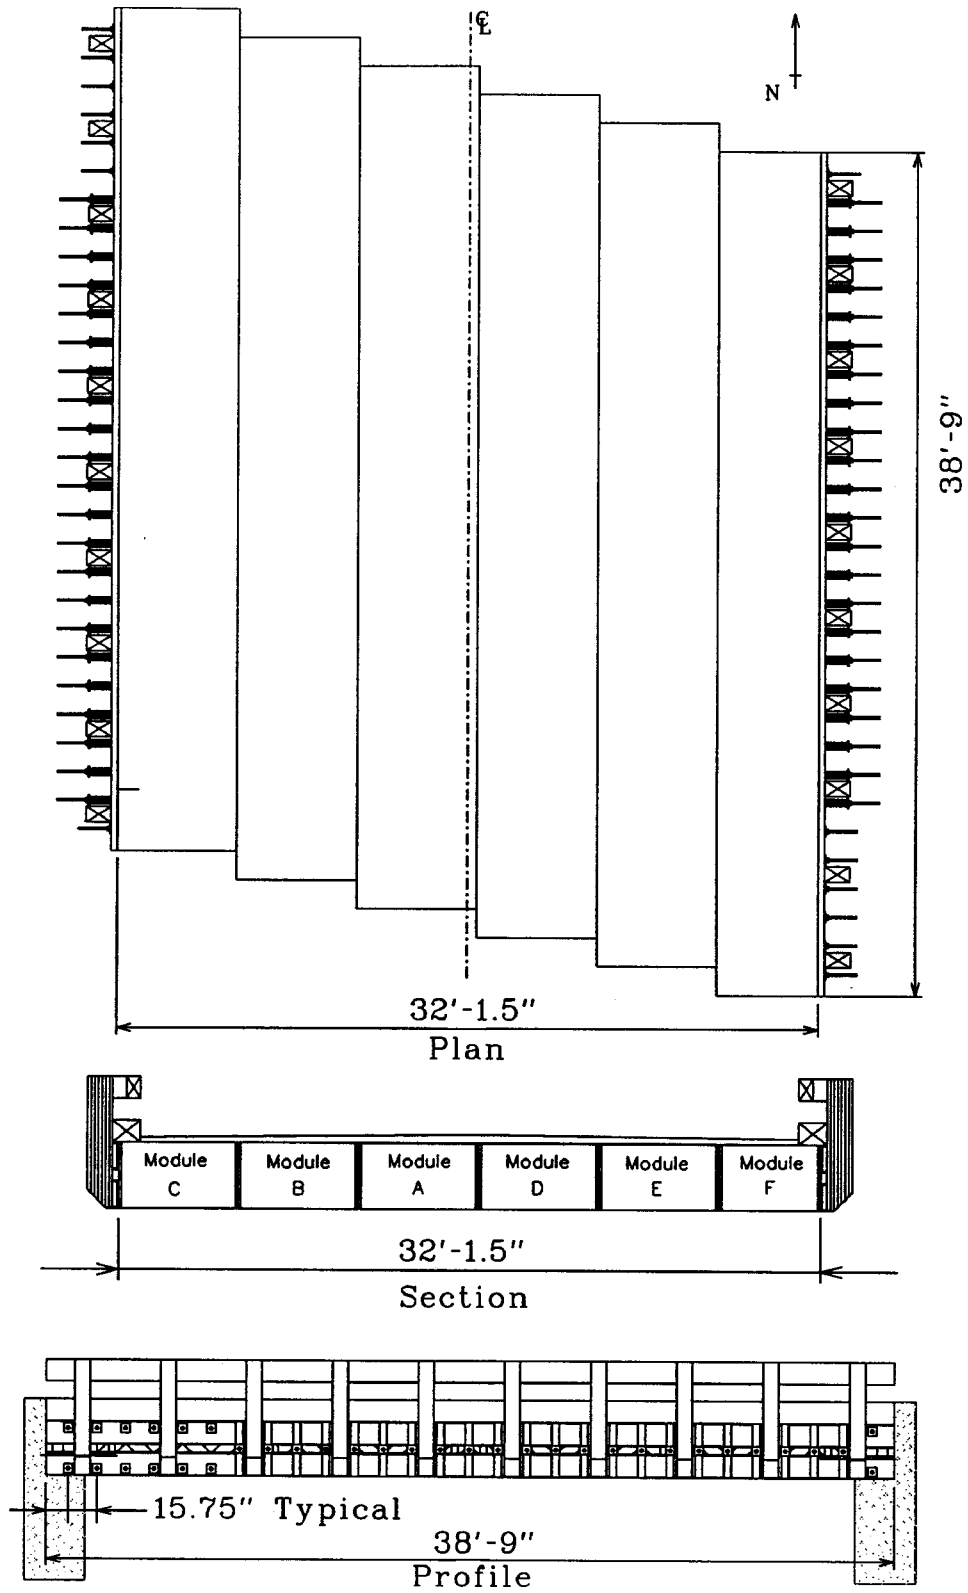 ℄
N
38'-9"
32'-1.5"
Plan
Module C
Module B
Module A
Module D
Module E
Module F
32'-1.5"
Section
15.75" Typical
38'-9"
Profile